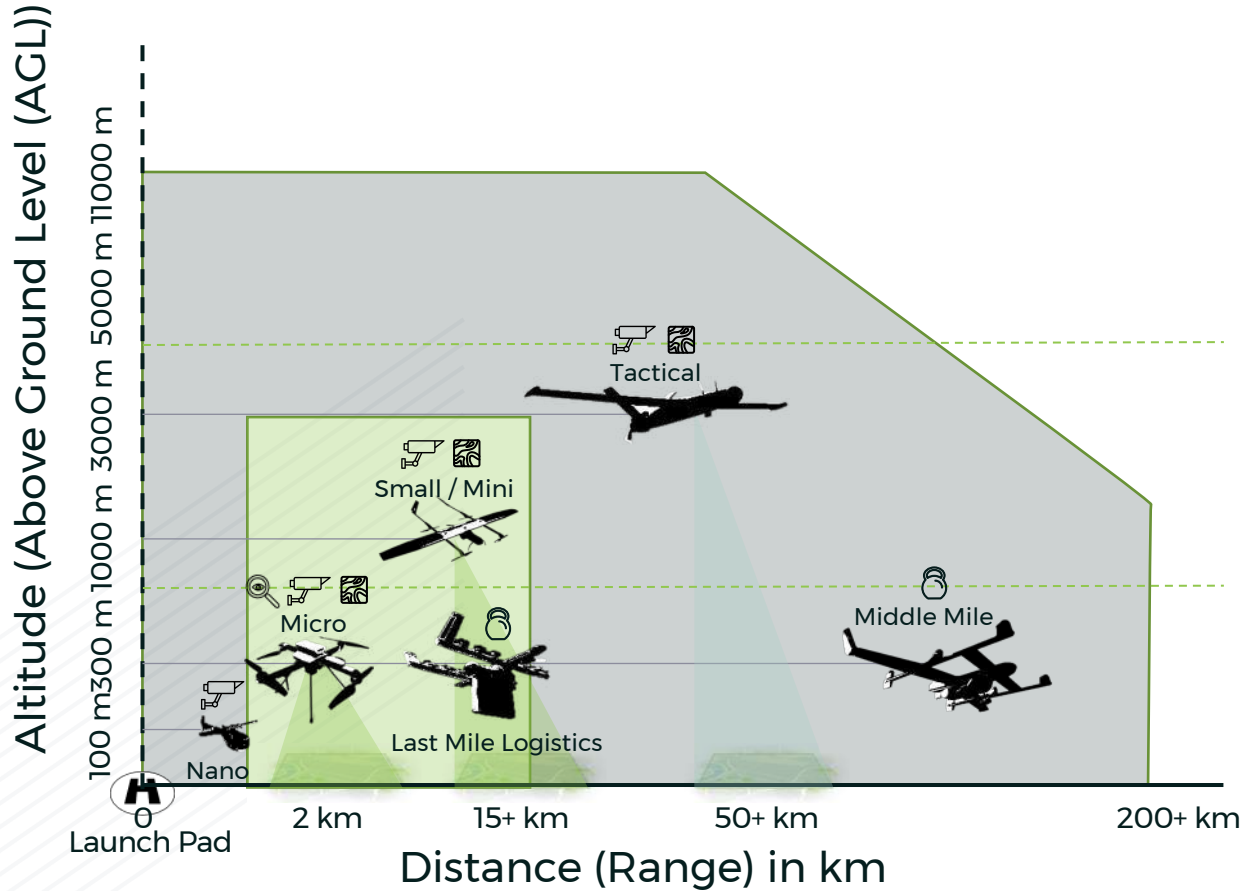 Altitude (Above Ground Level (AGL))
11000 m
5000 m
3000 m
1000 m
300 m
100 m
Tactical
Small / Mini
Micro
Middle Mile
Last Mile Logistics
Nano
0
2 km
15+ km
50+ km
200+ km
Launch Pad
Distance (Range) in km